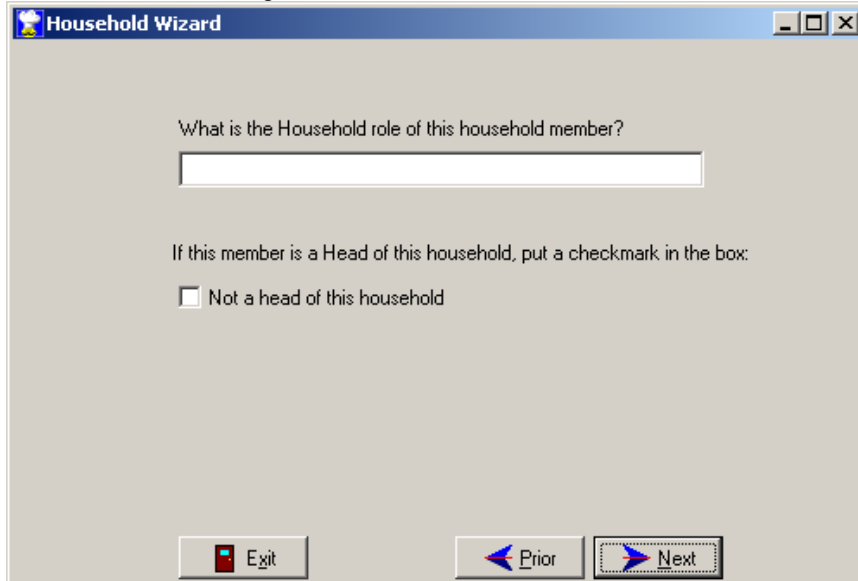 Household Wizard
What is the Household role of this household member?
If this member is a Head of this household, put a checkmark in the box:
Not a head of this household
Exit
Prior
Next